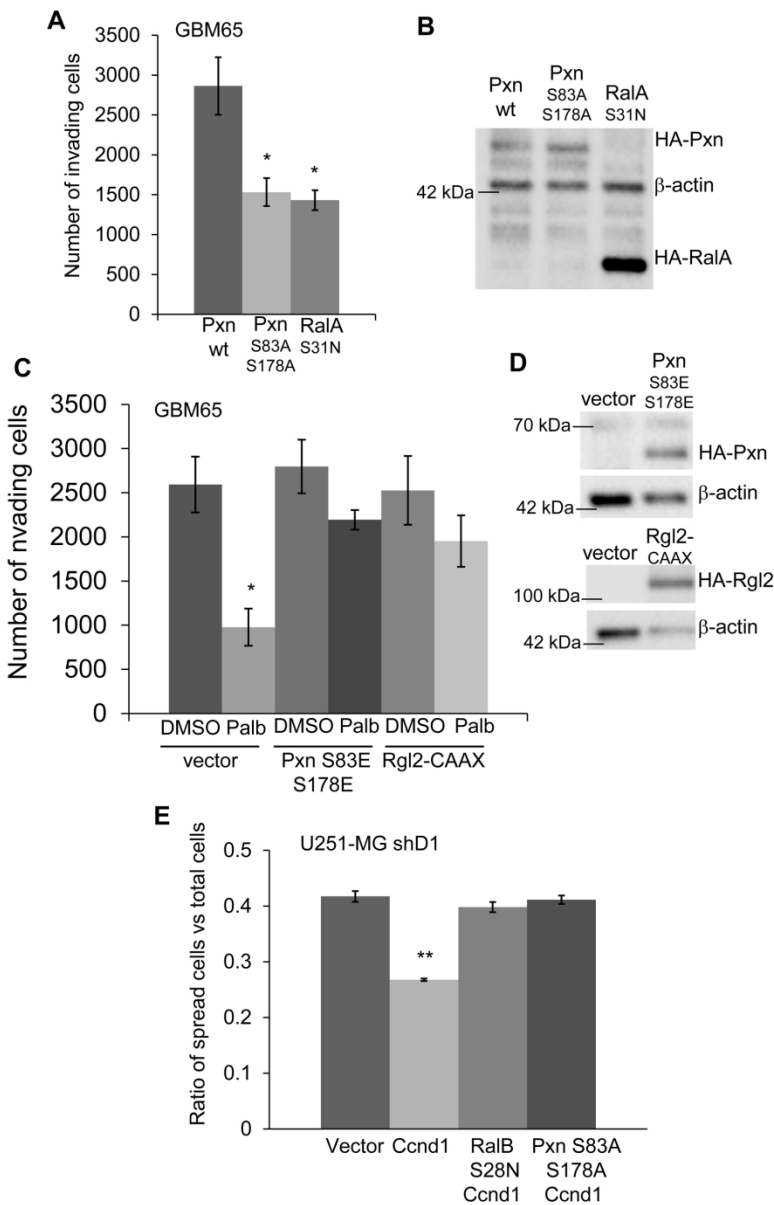 A
GBM65
Number of invading cells
3500
3000
2500
2000
1500
1000
500
0
*
*
Pxn
wt
Pxn
S83A
S178A
RalA
S31N
B
Pxn
wt
Pxn
S83A
S178A
RalA
S31N
HA-Pxn
β-actin
42 kDa
HA-RalA
C
GBM65
Number of nvading cells
3500
3000
2500
2000
1500
1000
500
0
*
DMSO Palb DMSO Palb DMSO Palb
vector
Pxn S83E
S178E
Rgl2-CAAX
D
vector
Pxn
S83E
S178E
70 kDa
HA-Pxn
β-actin
42 kDa
vector
Rgl2-
CAAX
HA-Rgl2
100 kDa
β-actin
42 kDa
E
U251-MG shD1
Ratio of spread cells vs total cells
0.5
0.4
0.3
0.2
0.1
0
**
Vector
Ccnd1
RalB
S28N
Ccnd1
Pxn S83A
S178A
Ccnd1